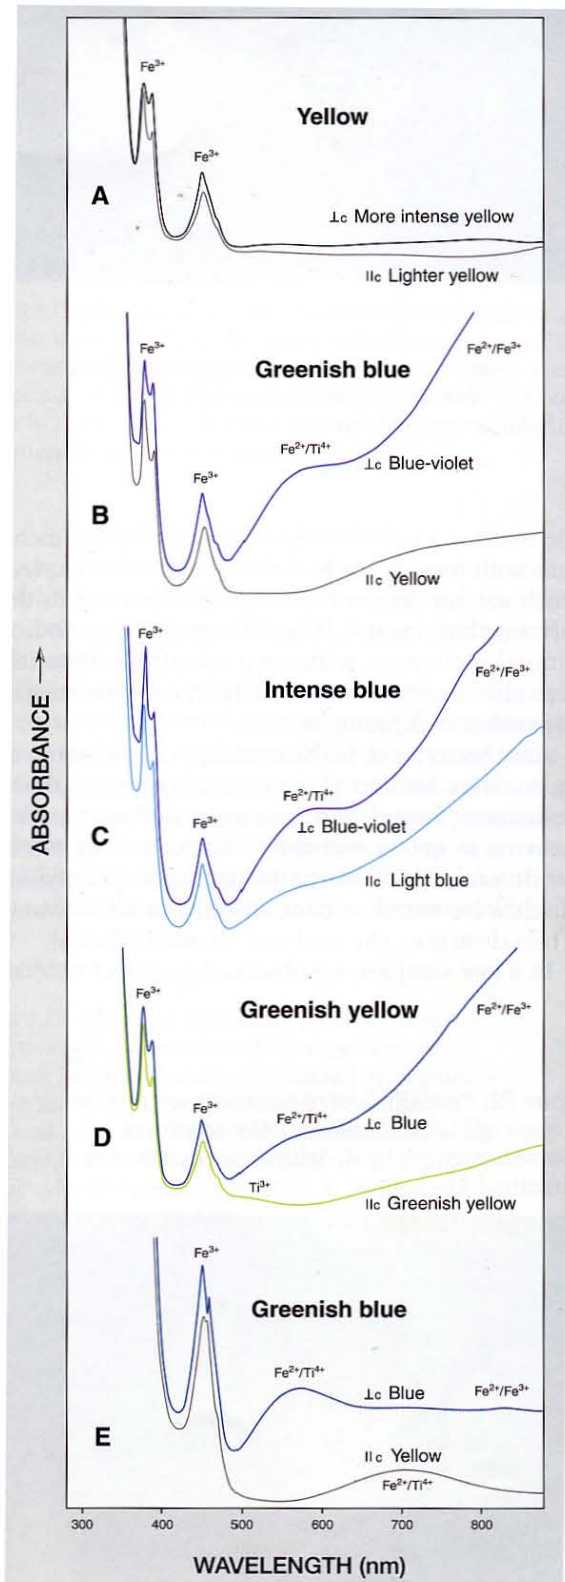 Fe³⁺
Yellow
Fe³⁺
A
⊥c More intense yellow
||c Lighter yellow
Fe²⁺/Fe³⁺
Fe³⁺
Greenish blue
Fe²⁺/Ti⁴⁺
⊥c Blue-violet
Fe³⁺
B
||c Yellow
Fe³⁺
Fe²⁺/Fe³⁺
Intense blue
Fe²⁺/Ti⁴⁺
⊥c Blue-violet
Fe³⁺
C
||c Light blue
Fe³⁺
Greenish yellow
Fe²⁺/Fe³⁺
Fe³⁺
Fe²⁺/Ti⁴⁺
⊥c Blue
D
Ti³⁺
||c Greenish yellow
Fe³⁺
Greenish blue
Fe²⁺/Ti⁴⁺
⊥c Blue
Fe²⁺/Fe³⁺
E
||c Yellow
Fe²⁺/Ti⁴⁺
300 400 500 600 700 800
WAVELENGTH (nm)
ABSORBANCE →